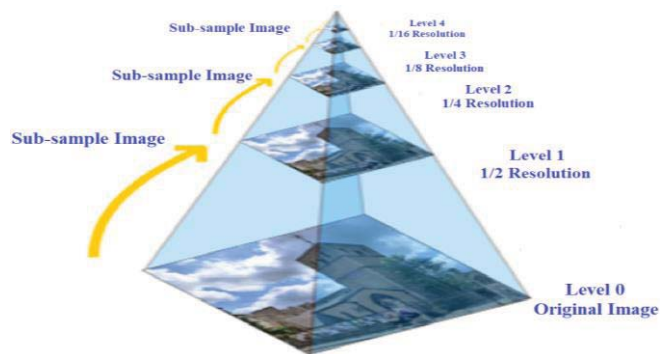 Sub-sample Image
Level 4
1/16 Resolution
Sub-sample Image
Level 3
1/8 Resolution
Level 2
1/4 Resolution
Sub-sample Image
Level 1
1/2 Resolution
Level 0
Original Image